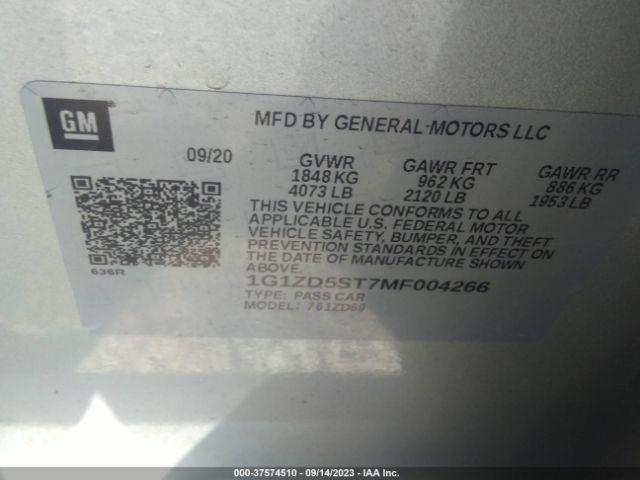 GM
MFD BY GENERAL MOTORS LLC
09/20 GVWR GAWR FRT GAWR RR
1848 KG 962 KG 886 KG
4073 LB 2120 LB 1953 LB
THIS VEHICLE CONFORMS TO ALL
APPLICABLE U.S. FEDERAL MOTOR
VEHICLE SAFETY, BUMPER, AND THEFT
PREVENTION STANDARDS IN EFFECT ON
THE DATE OF MANUFACTURE SHOWN
ABOVE.
636R
1G1ZD5ST7MF004266
TYPE: PASS CAR
MODEL: 761ZD69
000-37574510 - 09/14/2023 - IAA Inc.